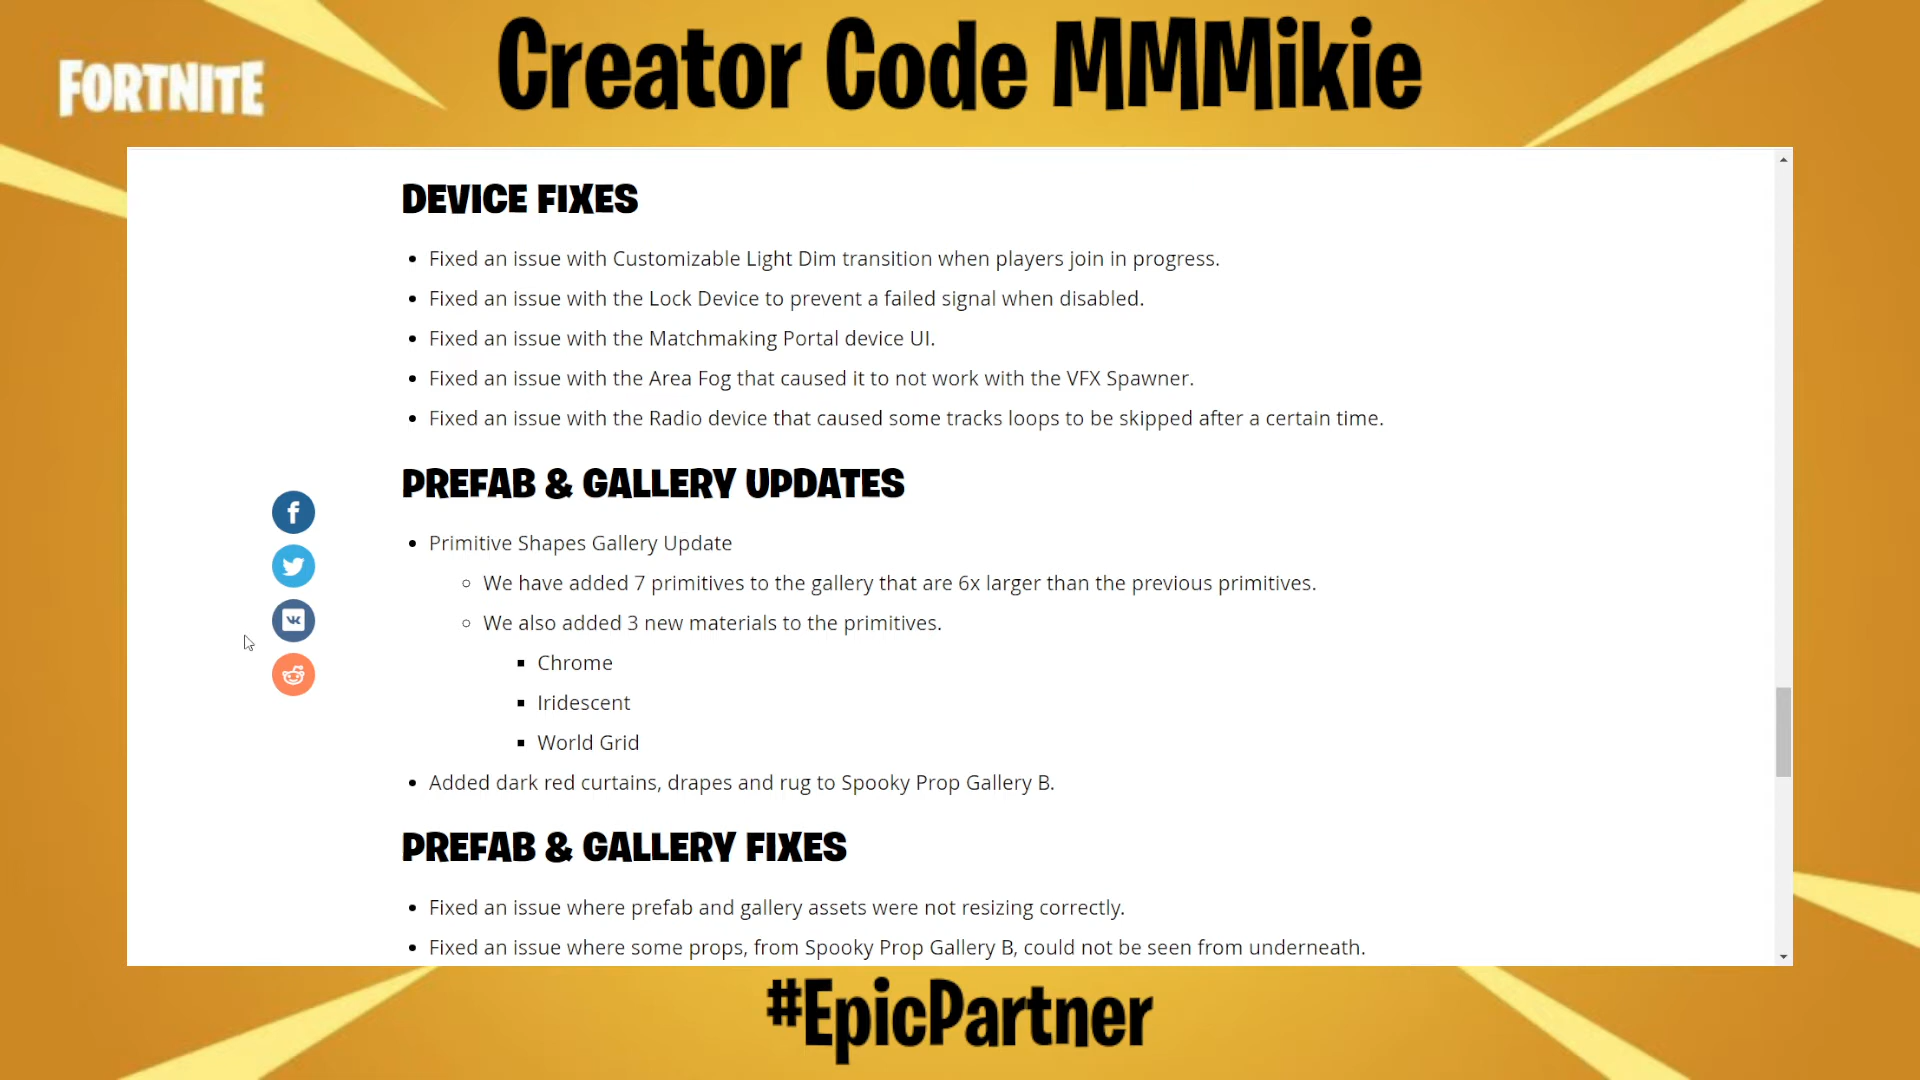 Creator Code MMMikie
FORTNITE
DEVICE FIXES
Fixed an issue with Customizable Light Dim transition when players join in progress.
Fixed an issue with the Lock Device to prevent a failed signal when disabled.
Fixed an issue with the Matchmaking Portal device UI.
Fixed an issue with the Area Fog that caused it to not work with the VFX Spawner.
Fixed an issue with the Radio device that caused some tracks loops to be skipped after a certain time.
PREFAB & GALLERY UPDATES
Primitive Shapes Gallery Update
We have added 7 primitives to the gallery that are 6x larger than the previous primitives.
We also added 3 new materials to the primitives.
Chrome
Iridescent
World Grid
Added dark red curtains, drapes and rug to Spooky Prop Gallery B.
PREFAB & GALLERY FIXES
Fixed an issue where prefab and gallery assets were not resizing correctly.
Fixed an issue where some props, from Spooky Prop Gallery B, could not be seen from underneath.
#EpicPartner